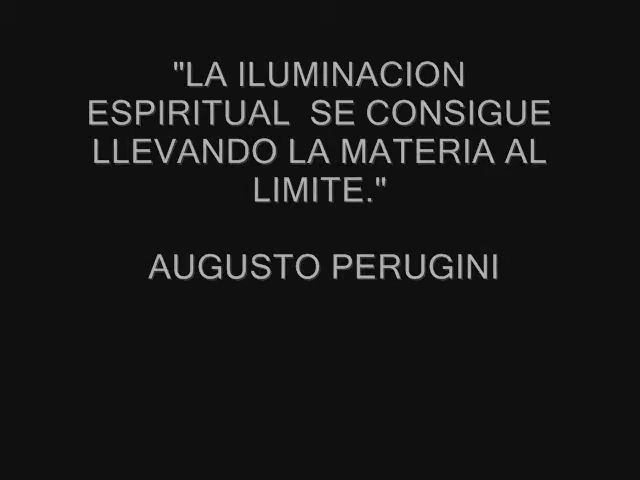 "LA ILUMINACION
ESPIRITUAL  SE CONSIGUE
LLEVANDO LA MATERIA AL
LIMITE."
AUGUSTO PERUGINI